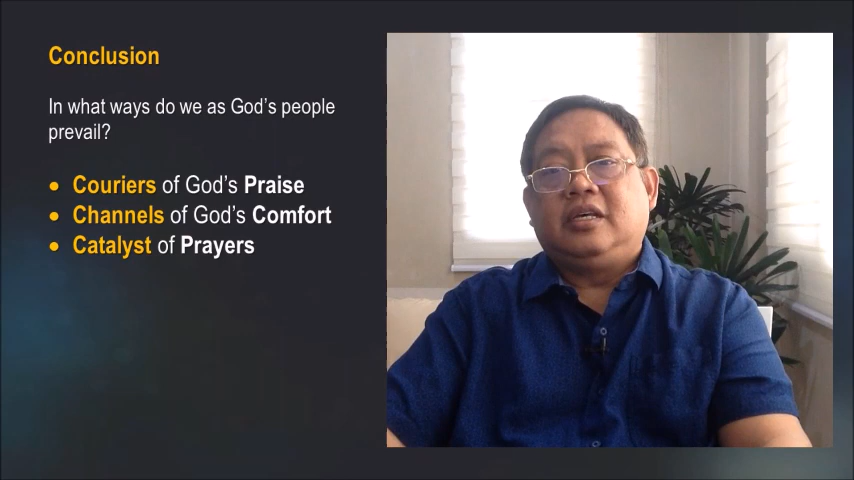 Conclusion
In what ways do we as God's people
prevail?
• Couriers of God's Praise
• Channels of God's Comfort
• Catalyst of Prayers